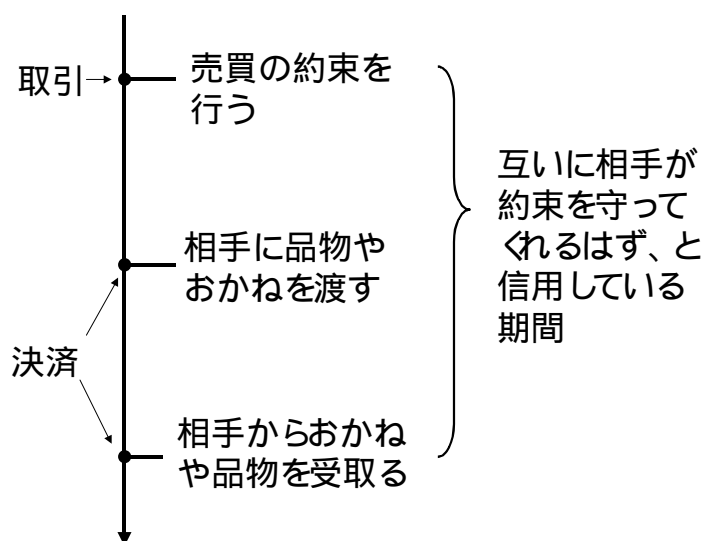 取引
売買の約束を
行う
相手に品物や
おかねを渡す
決済
相手からおかね
や品物を受取る
互いに相手が
約束を守って
くれるはず、と
信用している
期間